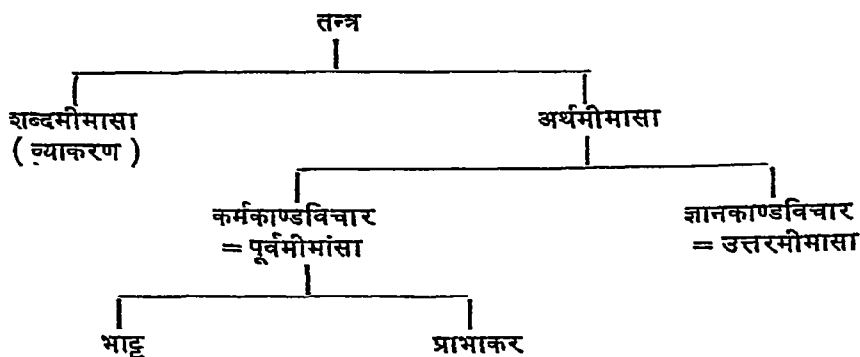 तन्त्र
शब्दमीमासा
( व्याकरण )
अर्थमीमासा
कर्मकाण्डविचार
= पूर्वमीमांसा
ज्ञानकाण्डविचार
= उत्तरमीमासा
भाट्ट
प्राभाकर